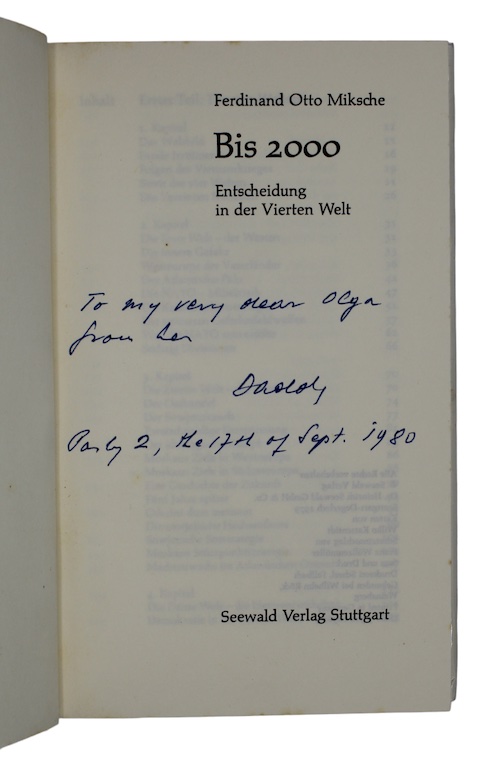 Ferdinand Otto Miksche
Bis 2000
Entscheidung
in der Vierten Welt
To my very dear Olga
from her
Daddy
Parly 2, the 17th of Sept. 1980
Seewald Verlag Stuttgart